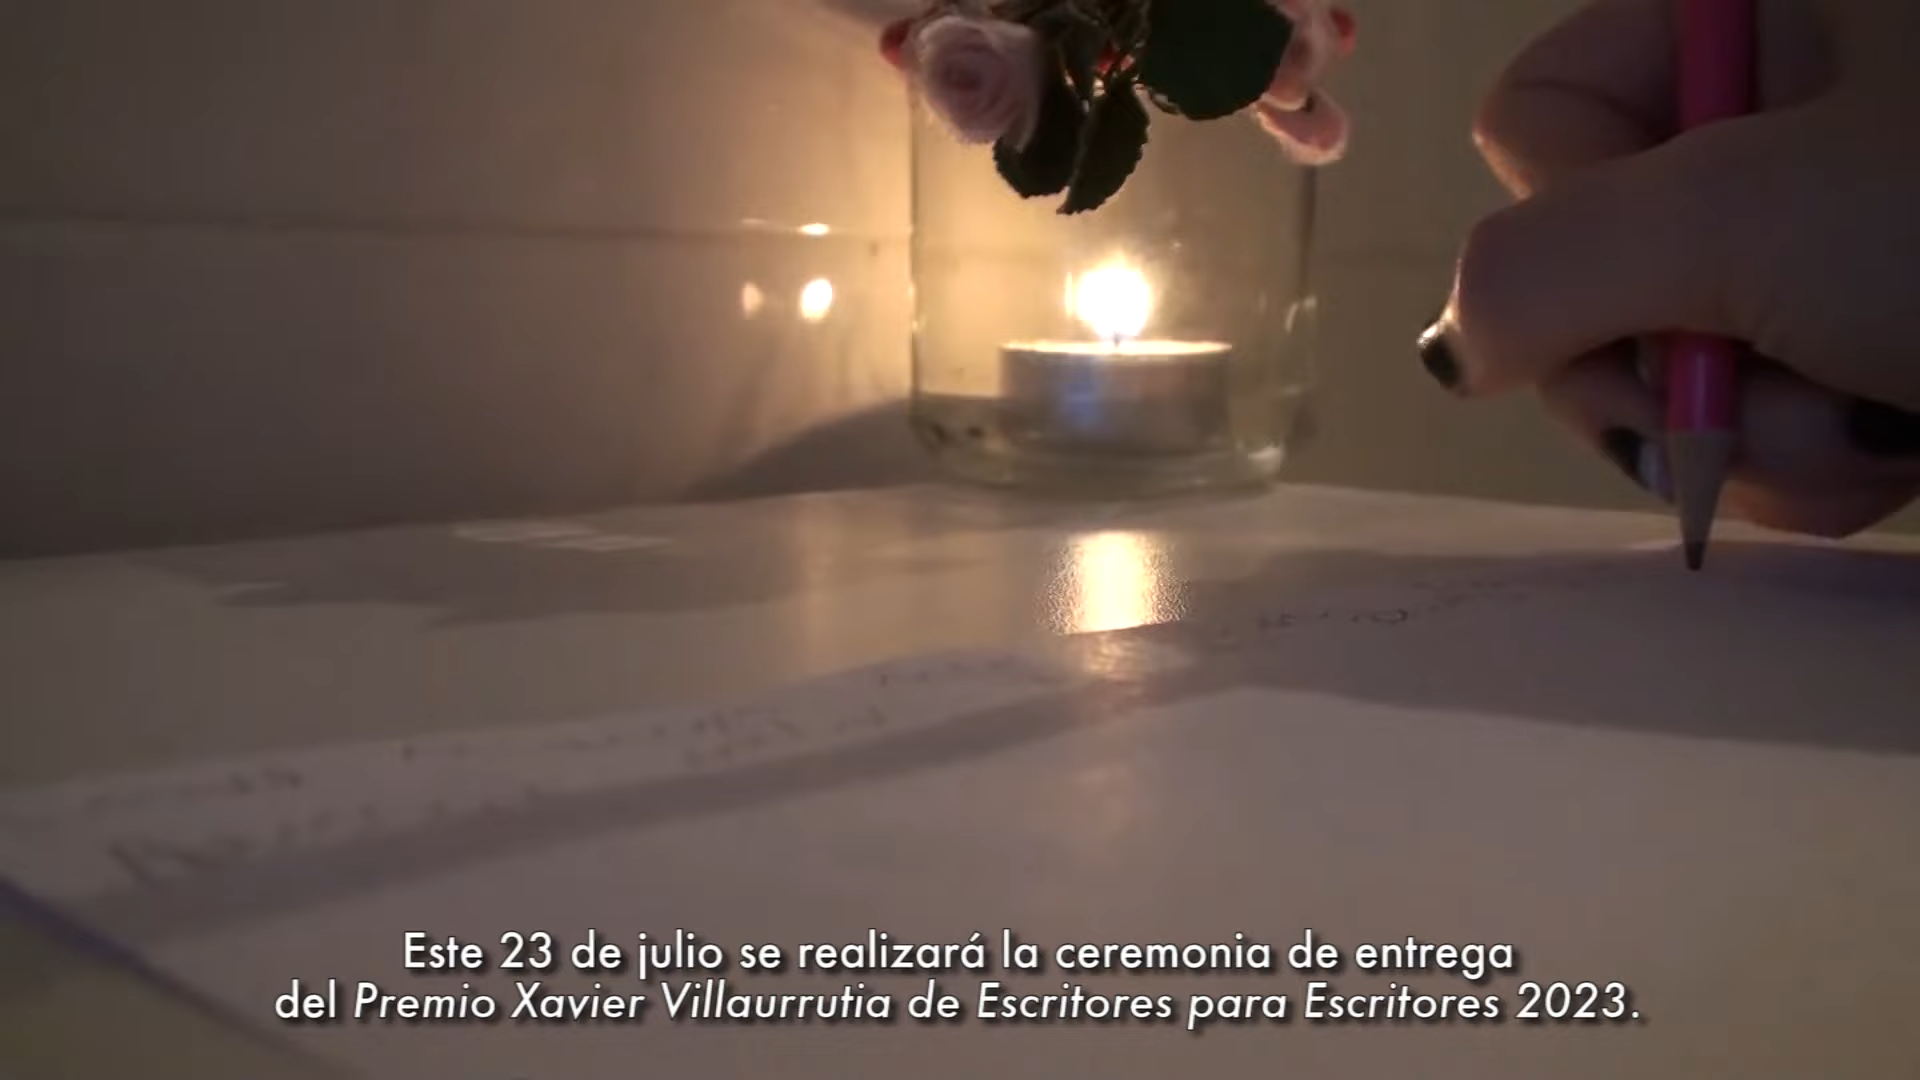 Este 23 de julio se realizará la ceremonia de entrega
del Premio Xavier Villaurrutia de Escritores para Escritores 2023.